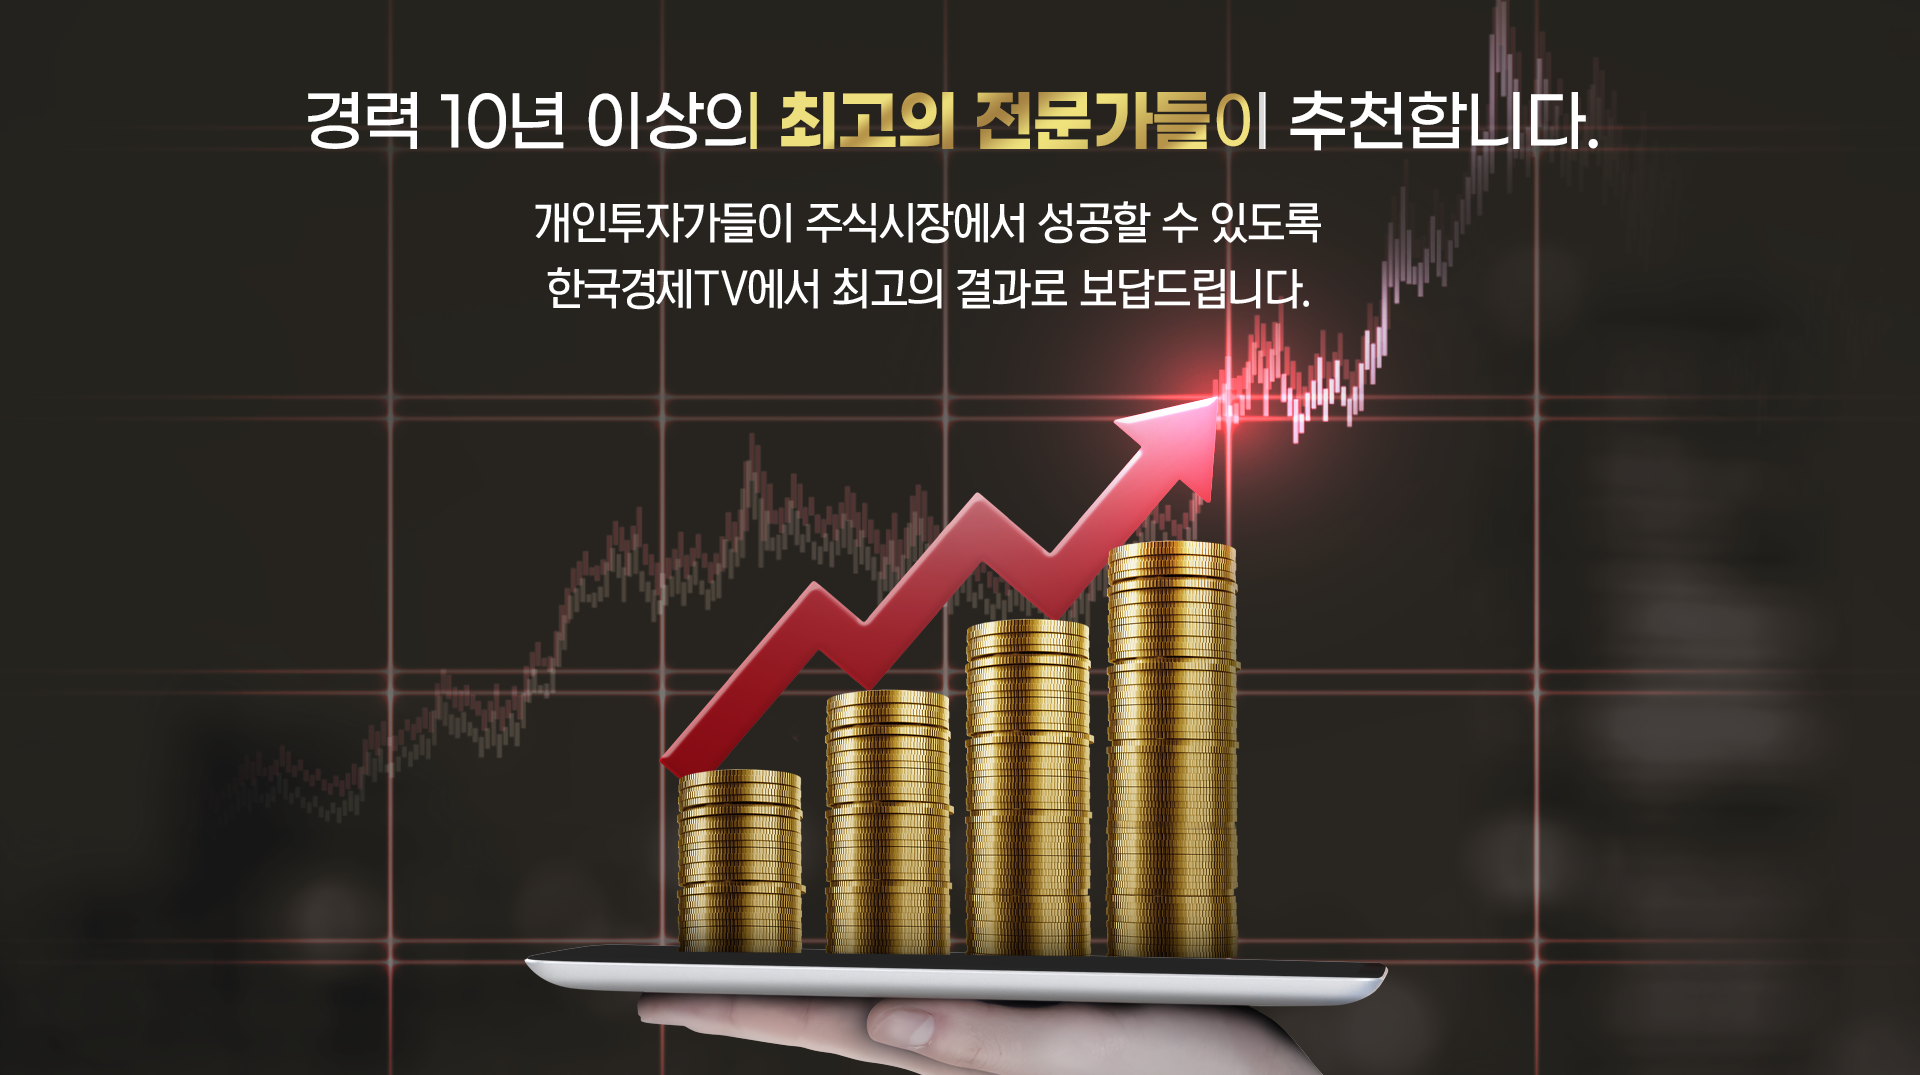 경력 10년 이상의 최고의 전문가들이 추천합니다.
개인투자가들이 주식시장에서 성공할 수 있도록
한국경제TV에서 최고의 결과로 보답드립니다.